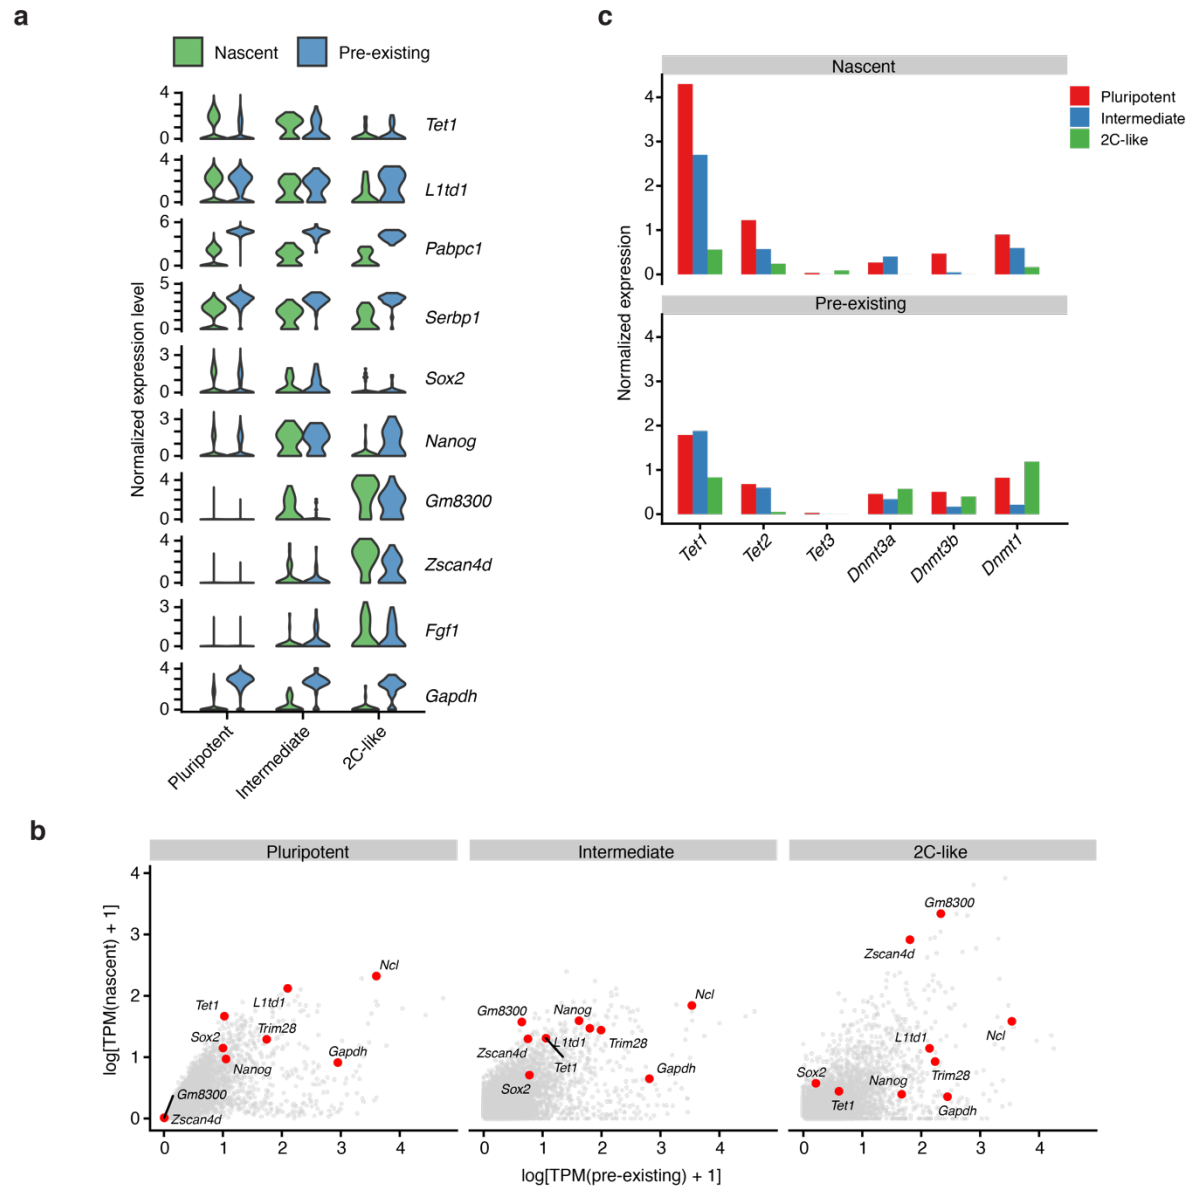 a
Nascent
Pre-existing
Normalized expression level
4
0
Tet1
4
0
L1td1
6
0
Pabpc1
5
0
Serbp1
3
0
Sox2
3
0
Nanog
4
0
Gm8300
4
0
Zscan4d
3
0
Fgf1
4
0
Gapdh
Pluripotent
Intermediate
2C-like
c
Nascent
Normalized expression
4
3
2
1
0
Pre-existing
4
3
2
1
0
Tet1
Tet2
Tet3
Dnmt3a
Dnmt3b
Dnmt1
Pluripotent
Intermediate
2C-like
b
log[TPM(nascent) + 1]
4
3
2
1
0
Pluripotent
Ncl
L1td1
Tet1
Trim28
Sox2
Gapdh
Nanog
Gm8300
Zscan4d
0 1 2 3 4
Intermediate
Ncl
Gm8300
Nanog
L1td1
Trim28
Zscan4d
Tet1
Gapdh
Sox2
0 1 2 3 4
2C-like
Gm8300
Zscan4d
Ncl
L1td1
Trim28
Sox2
Nanog
Tet1
Gapdh
0 1 2 3 4
log[TPM(pre-existing) + 1]